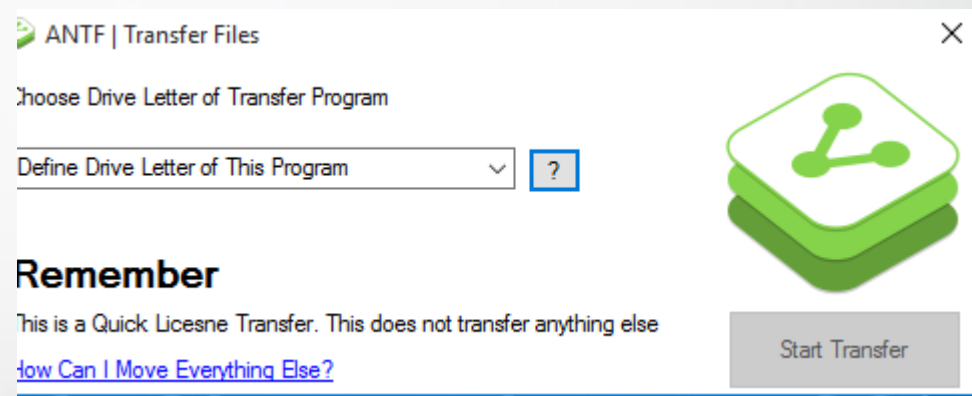 ANTF | Transfer Files
Choose Drive Letter of Transfer Program
Define Drive Letter of This Program
?
Remember
This is a Quick Licesne Transfer. This does not transfer anything else
How Can I Move Everything Else?
Start Transfer